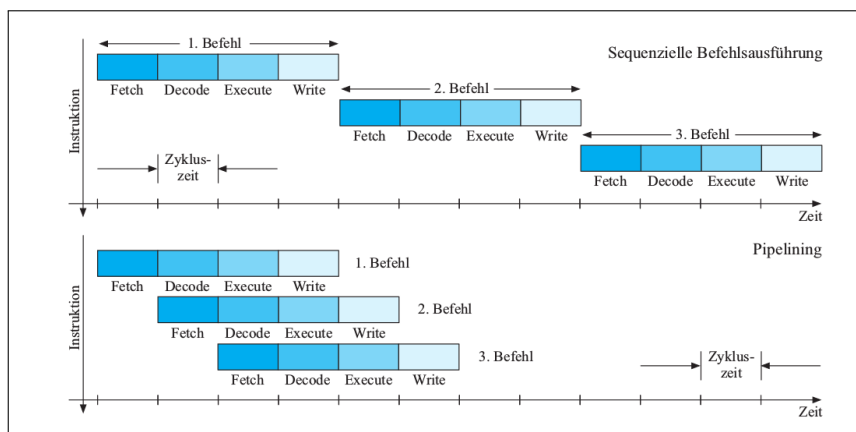 1. Befehl
Sequenzielle Befehlsausführung
Fetch Decode Execute Write
2. Befehl
Fetch Decode Execute Write
3. Befehl
Fetch Decode Execute Write
Instruktion
Zyklus-
zeit
Zeit
Pipelining
1. Befehl
Fetch Decode Execute Write
2. Befehl
Fetch Decode Execute Write
3. Befehl
Fetch Decode Execute Write
Instruktion
Zyklus-
zeit
Zeit